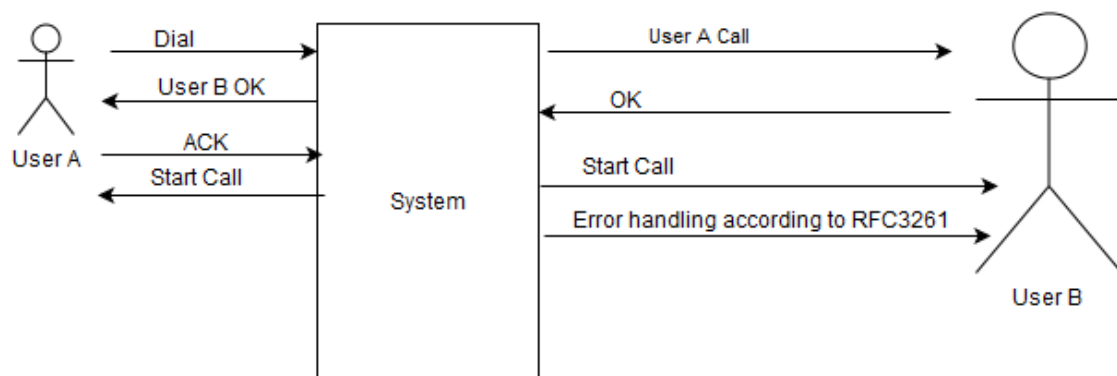 Dial
User A Call
User B OK
OK
ACK
User A
Start Call
Start Call
System
Error handling according to RFC3261
User B